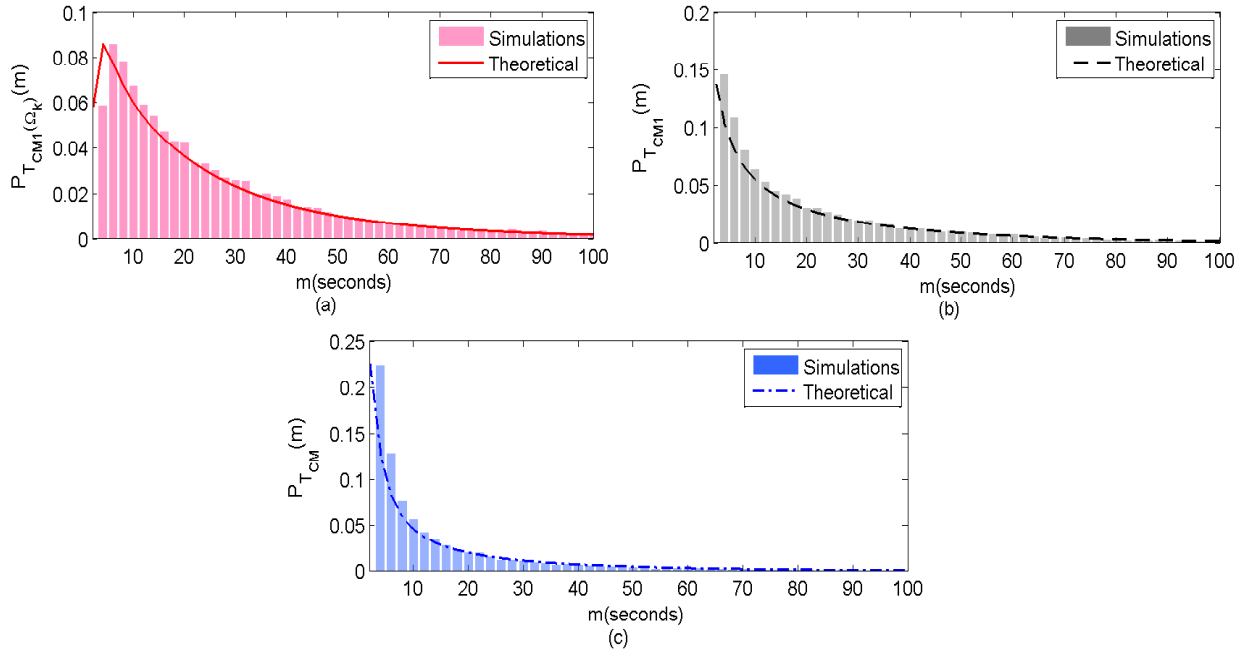 0.1
0.08
0.06
0.04
0.02
0
P_{T_{CM1}(Ω_k)}(m)
Simulations
Theoretical
10 20 30 40 50 60 70 80 90 100
m(seconds)
(a)
0.2
0.15
0.1
0.05
0
P_{T_{CM1}}(m)
Simulations
Theoretical
10 20 30 40 50 60 70 80 90 100
m(seconds)
(b)
0.25
0.2
0.15
0.1
0.05
0
P_{T_{CM}}(m)
Simulations
Theoretical
10 20 30 40 50 60 70 80 90 100
m(seconds)
(c)